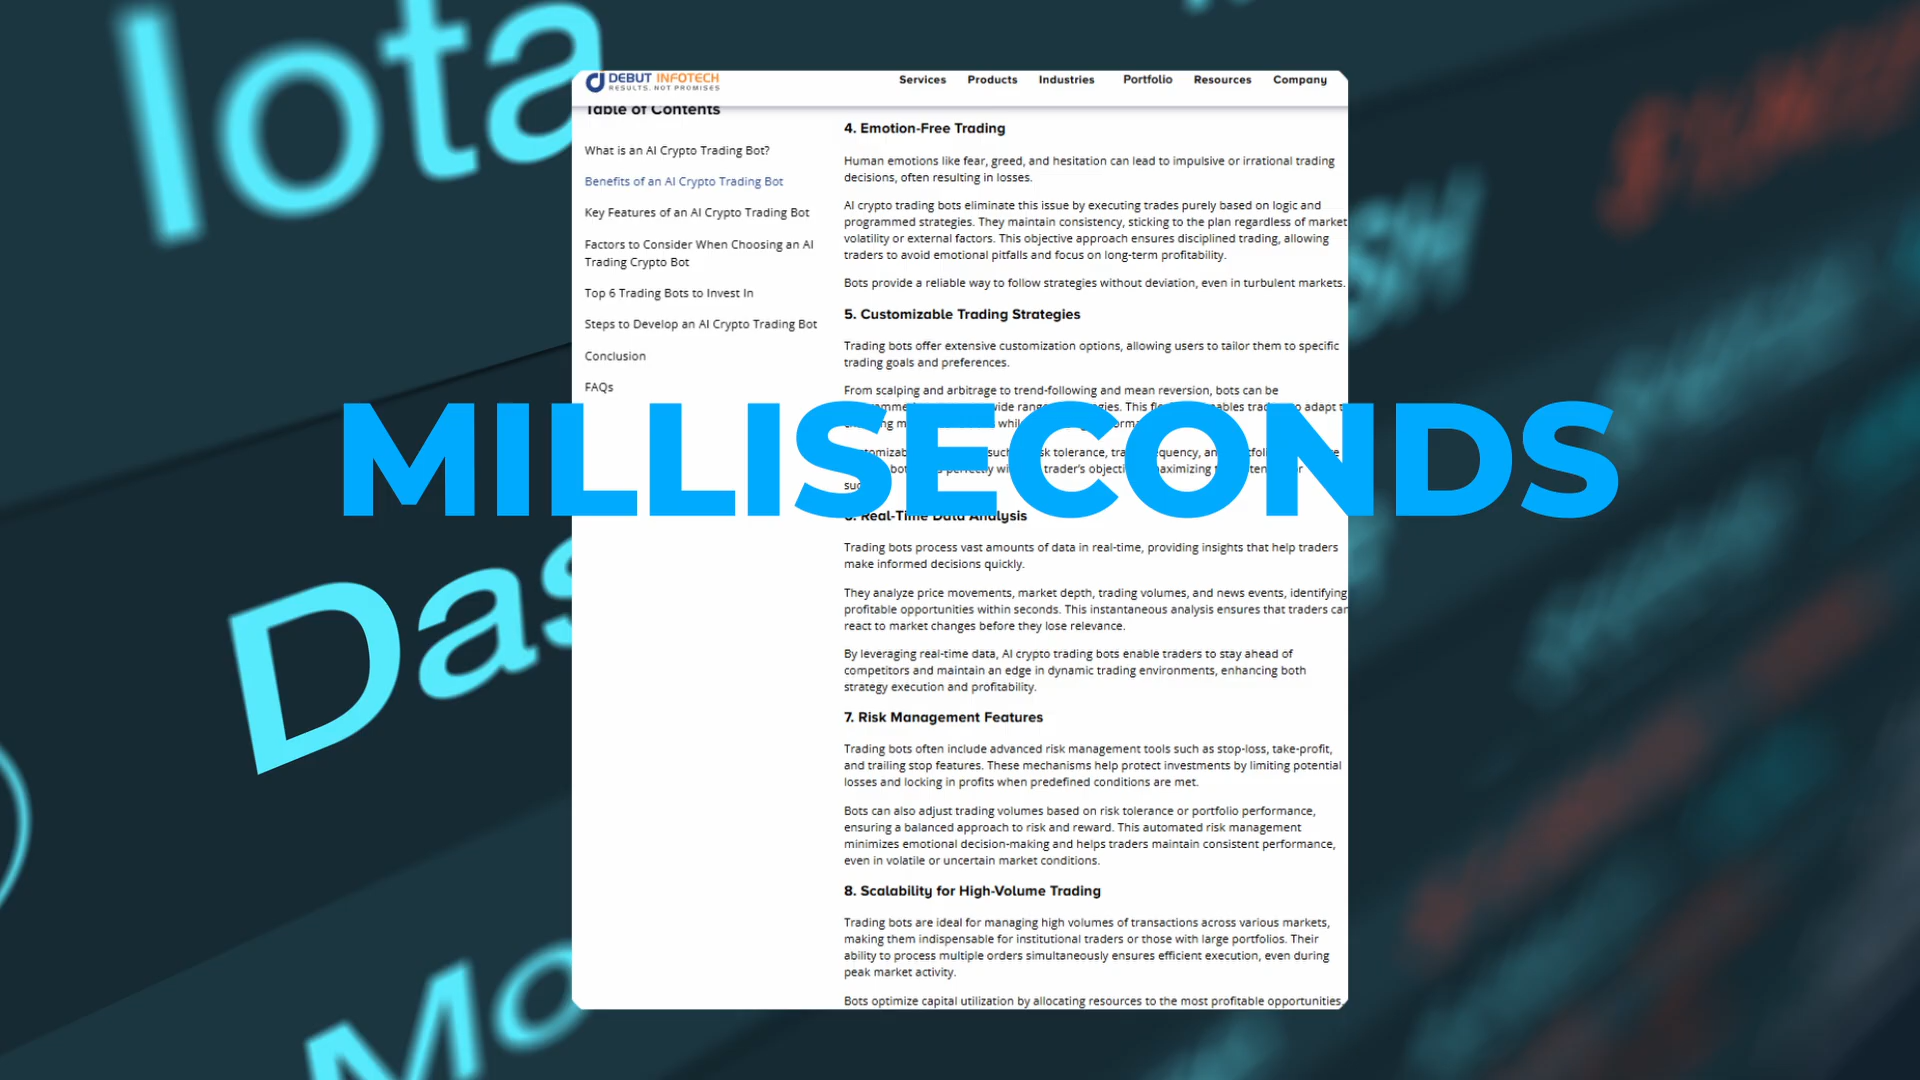 Iota
Das
Mo
DEBUT INFOTECH
RESULTS. NOT PROMISES
Services Products Industries Portfolio Resources Company
Table of Contents
What is an AI Crypto Trading Bot?
Benefits of an AI Crypto Trading Bot
Key Features of an AI Crypto Trading Bot
Factors to Consider When Choosing an AI
Trading Crypto Bot
Top 6 Trading Bots to Invest In
Steps to Develop an AI Crypto Trading Bot
Conclusion
FAQs
4. Emotion-Free Trading
Human emotions like fear, greed, and hesitation can lead to impulsive or irrational trading
decisions, often resulting in losses.
AI crypto trading bots eliminate this issue by executing trades purely based on logic and
programmed strategies. They maintain consistency, sticking to the plan regardless of market
volatility or external factors. This objective approach ensures disciplined trading, allowing
traders to avoid emotional pitfalls and focus on long-term profitability.
Bots provide a reliable way to follow strategies without deviation, even in turbulent markets.
5. Customizable Trading Strategies
Trading bots offer extensive customization options, allowing users to tailor them to specific
trading goals and preferences.
From scalping and arbitrage to trend-following and mean reversion, bots can be
This adapt
MILLISECONDS
such tolerance,
trader's
6. Real-Time Data Analysis
Trading bots process vast amounts of data in real-time, providing insights that help traders
make informed decisions quickly.
They analyze price movements, market depth, trading volumes, and news events, identifying
profitable opportunities within seconds. This instantaneous analysis ensures that traders can
react to market changes before they lose relevance.
By leveraging real-time data, AI crypto trading bots enable traders to stay ahead of
competitors and maintain an edge in dynamic trading environments, enhancing both
strategy execution and profitability.
7. Risk Management Features
Trading bots often include advanced risk management tools such as stop-loss, take-profit,
and trailing stop features. These mechanisms help protect investments by limiting potential
losses and locking in profits when predefined conditions are met.
Bots can also adjust trading volumes based on risk tolerance or portfolio performance,
ensuring a balanced approach to risk and reward. This automated risk management
minimizes emotional decision-making and helps traders maintain consistent performance,
even in volatile or uncertain market conditions.
8. Scalability for High-Volume Trading
Trading bots are ideal for managing high volumes of transactions across various markets,
making them indispensable for institutional traders or those with large portfolios. Their
ability to process multiple orders simultaneously ensures efficient execution, even during
peak market activity.
Bots optimize capital utilization by allocating resources to the most profitable opportunities